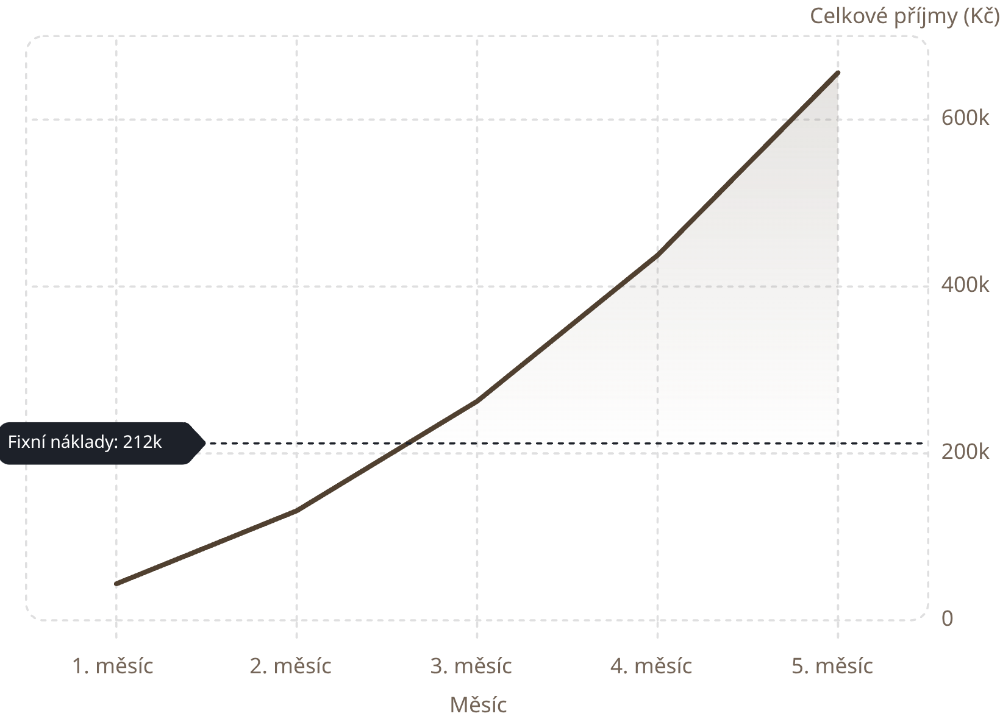 Celkové příjmy (Kč)
600k
400k
Fixní náklady: 212k
200k
0
1. měsíc
2. měsíc
3. měsíc
4. měsíc
5. měsíc
Měsíc